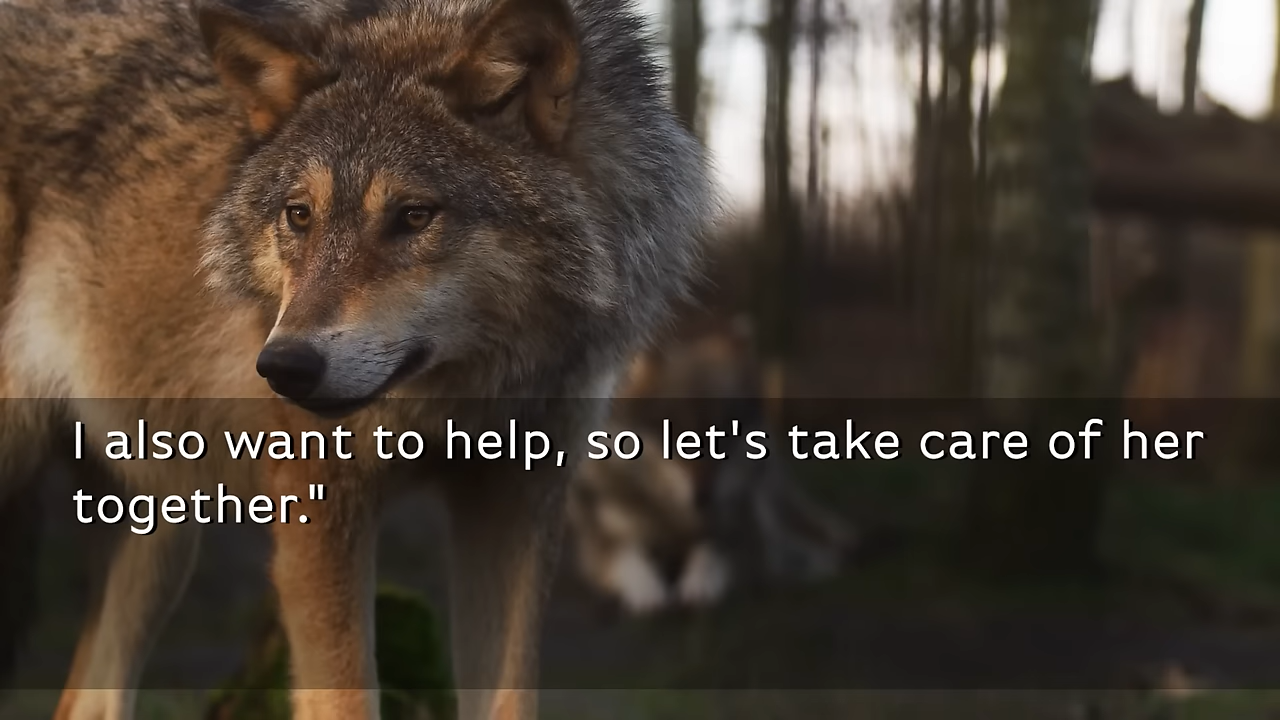 I also want to help, so let's take care of her
together."